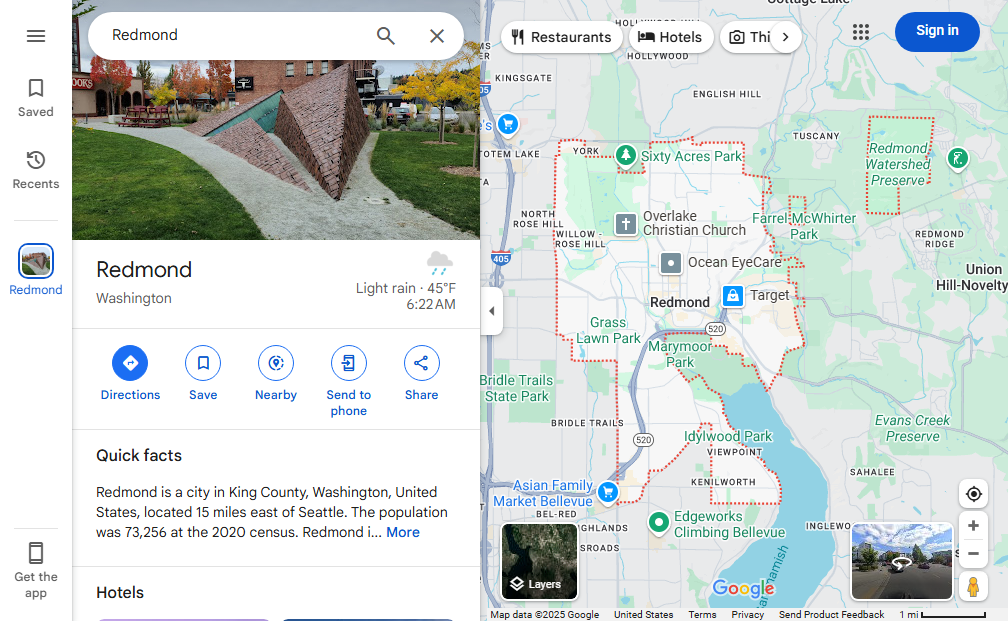 Redmond
Saved
Recents
Redmond
Get the
app
Redmond
Washington
Light rain · 45°F
6:22 AM
Directions
Save
Nearby
Send to
phone
Share
Quick facts
Redmond is a city in King County, Washington, United
States, located 15 miles east of Seattle. The population
was 73,256 at the 2020 census. Redmond i... More
Hotels
Restaurants
Hotels
Thi
Sign in
Cottage Lake
HOLLYWOOD HILL
HOLLYWOOD
KINGSGATE
ENGLISH HILL
TUSCANY
TOTEM LAKE
YORK
Sixty Acres Park
Redmond
Watershed
Preserve
NORTH
ROSE HILL
WILLOW -
ROSE HILL
Overlake
Christian Church
Farrel-McWhirter
Park
REDMOND
RIDGE
405
Ocean EyeCare
Union
Hill-Novelty
Redmond
Target
520
Grass
Lawn Park
Marymoor
Park
Bridle Trails
State Park
BRIDLE TRAILS
520
Idylwood Park
VIEWPOINT
Evans Creek
Preserve
SAHALEE
KENILWORTH
Asian Family
Market Bellevue
BEL-RED
Edgeworks
Climbing Bellevue
INGLEWO
Layers
Google
Map data ©2025 Google
United States
Terms
Privacy
Send Product Feedback
1 mi